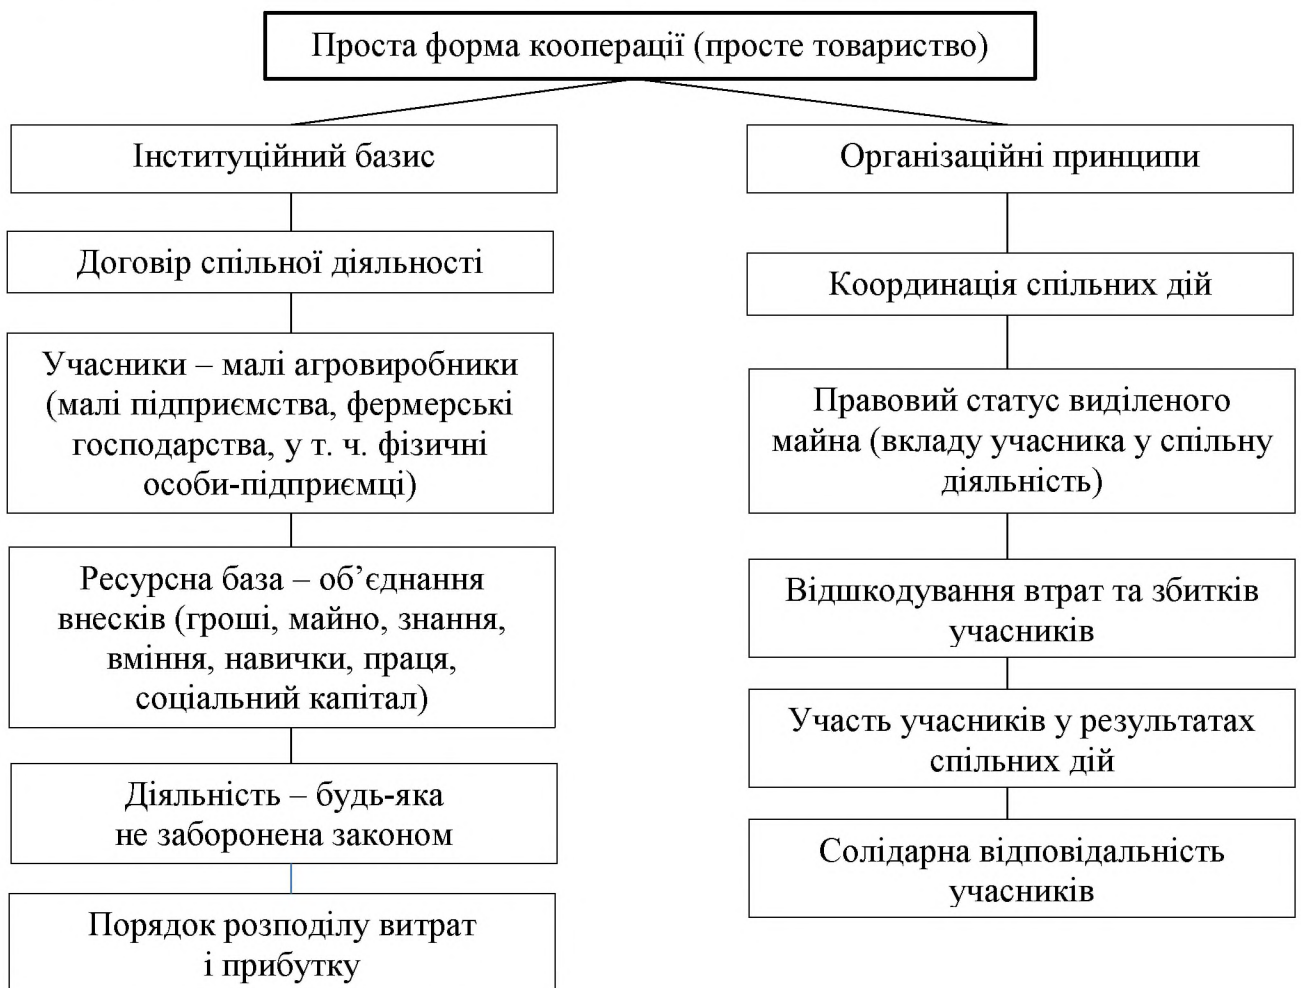 Проста форма кооперації (просте товариство)
Інституційний базис
Договір спільної діяльності
Учасники – малі агровиробники
(малі підприємства, фермерські
господарства, у т. ч. фізичні
особи-підприємці)
Ресурсна база – об’єднання
внесків (гроші, майно, знання,
вміння, навички, праця,
соціальний капітал)
Діяльність – будь-яка
не заборонена законом
Порядок розподілу витрат
і прибутку
Організаційні принципи
Координація спільних дій
Правовий статус виділеного
майна (вкладу учасника у спільну
діяльність)
Відшкодування втрат та збитків
учасників
Участь учасників у результатах
спільних дій
Солідарна відповідальність
учасників